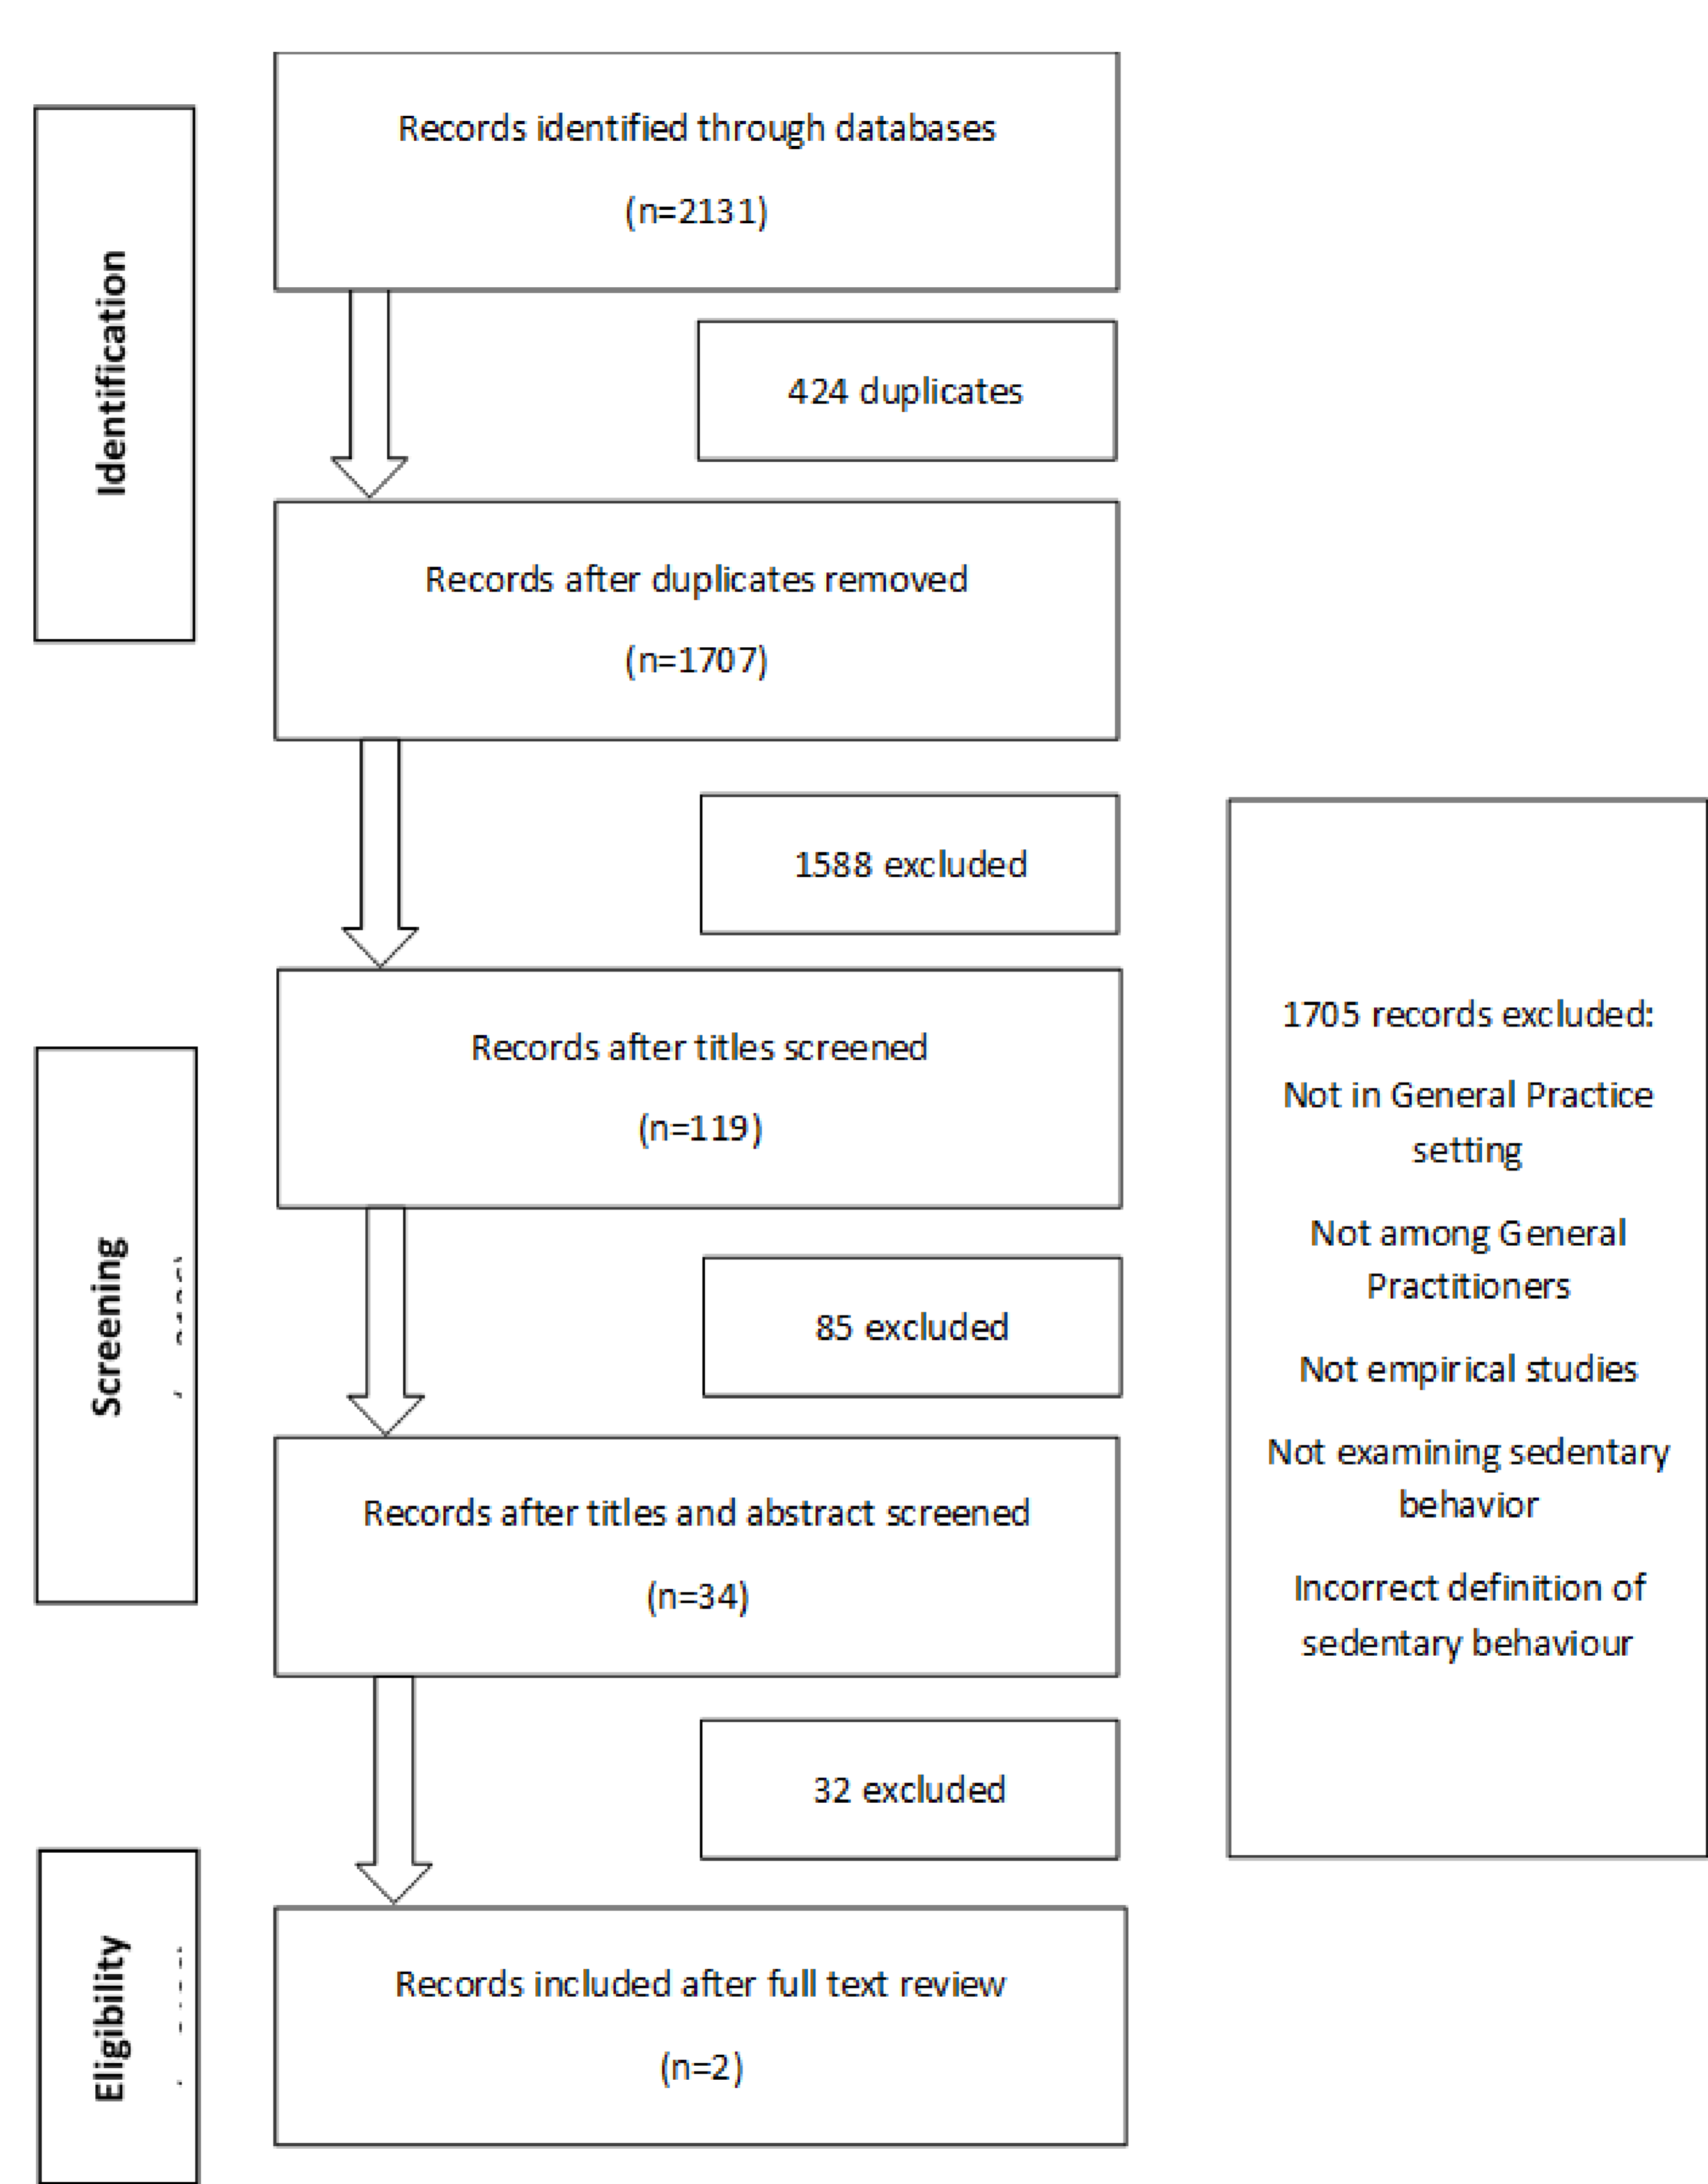 Identification
Records identified through databases
(n=2131)
424 duplicates
Records after duplicates removed
(n=1707)
1588 excluded
Screening
Records after titles screened
(n=119)
85 excluded
Records after titles and abstract screened
(n=34)
32 excluded
Eligibility
Records included after full text review
(n=2)
1705 records excluded:
Not in General Practice
setting
Not among General
Practitioners
Not empirical studies
Not examining sedentary
behavior
Incorrect definition of
sedentary behaviour